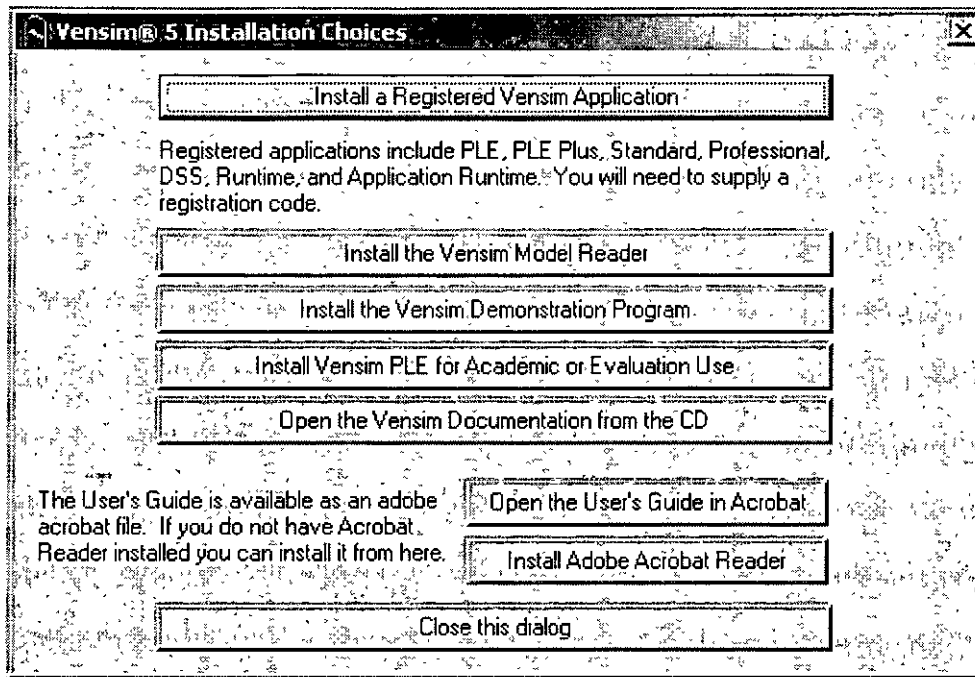 Vensim® 5 Installation Choices
Install a Registered Vensim Application
Registered applications include PLE, PLE Plus, Standard, Professional,
DSS, Runtime, and Application Runtime. You will need to supply a
registration code.
Install the Vensim Model Reader
Install the Vensim Demonstration Program
Install Vensim PLE for Academic or Evaluation Use
Open the Vensim Documentation from the CD
The User's Guide is available as an adobe
acrobat file. If you do not have Acrobat
Reader installed you can install it from here.
Open the User's Guide in Acrobat
Install Adobe Acrobat Reader
Close this dialog